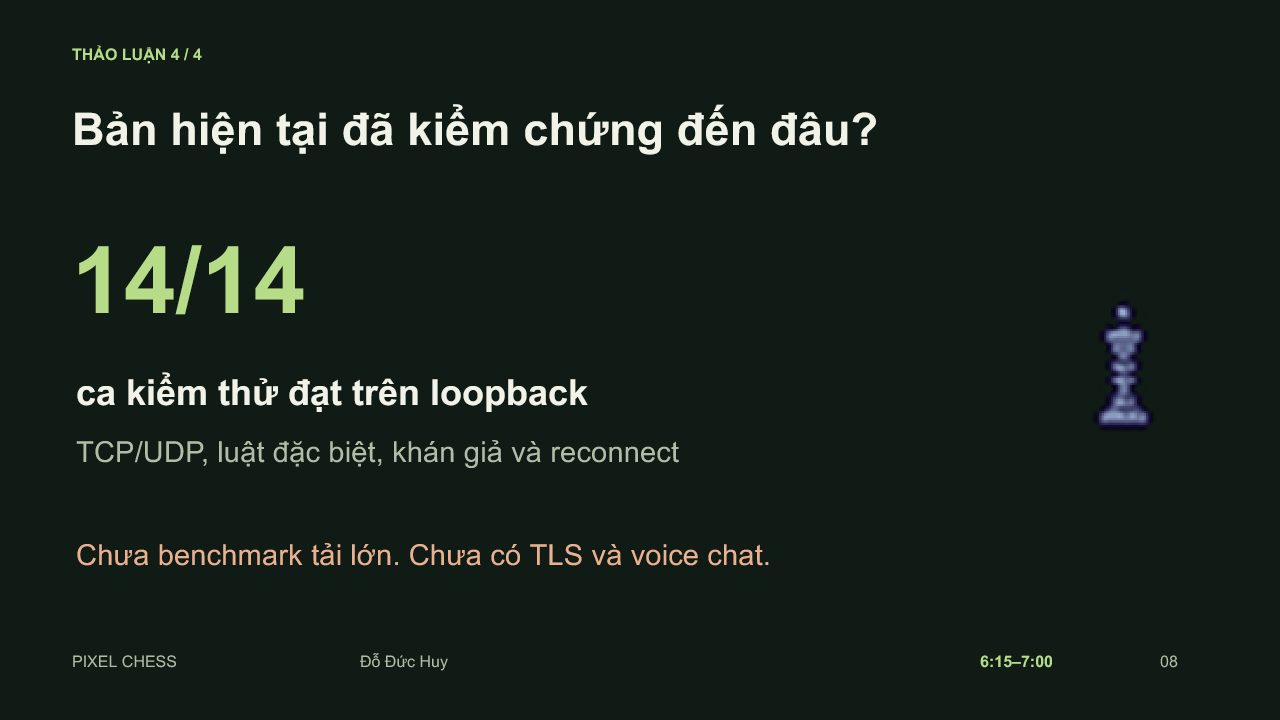 THẢO LUẬN 4 / 4
Bản hiện tại đã kiểm chứng đến đâu?
14/14
ca kiểm thử đạt trên loopback
TCP/UDP, luật đặc biệt, khán giả và reconnect
Chưa benchmark tải lớn. Chưa có TLS và voice chat.
PIXEL CHESS
Đỗ Đức Huy
6:15–7:00
08